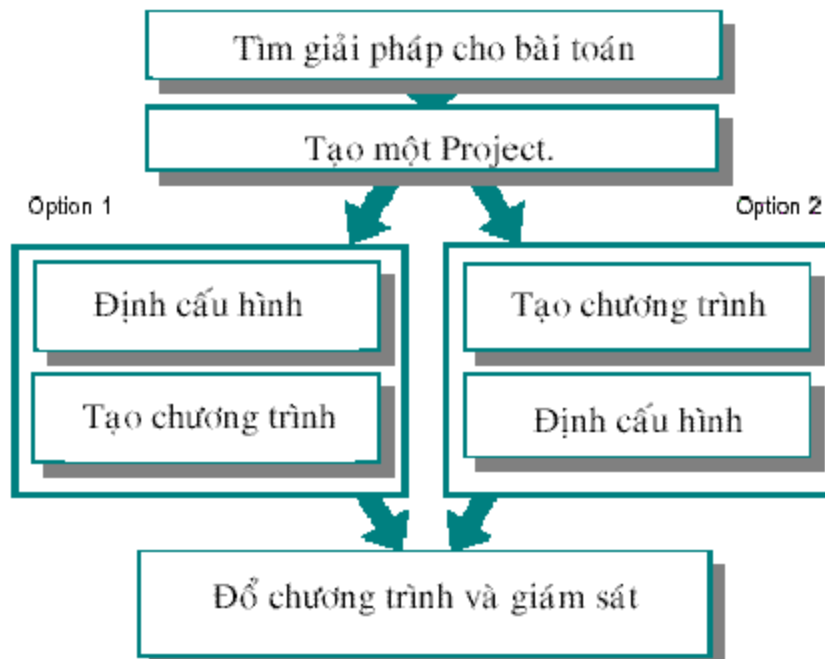 Tìm giải pháp cho bài toán
Tạo một Project.
Option 1
Option 2
Định cấu hình
Tạo chương trình
Tạo chương trình
Định cấu hình
Đổ chương trình và giám sát